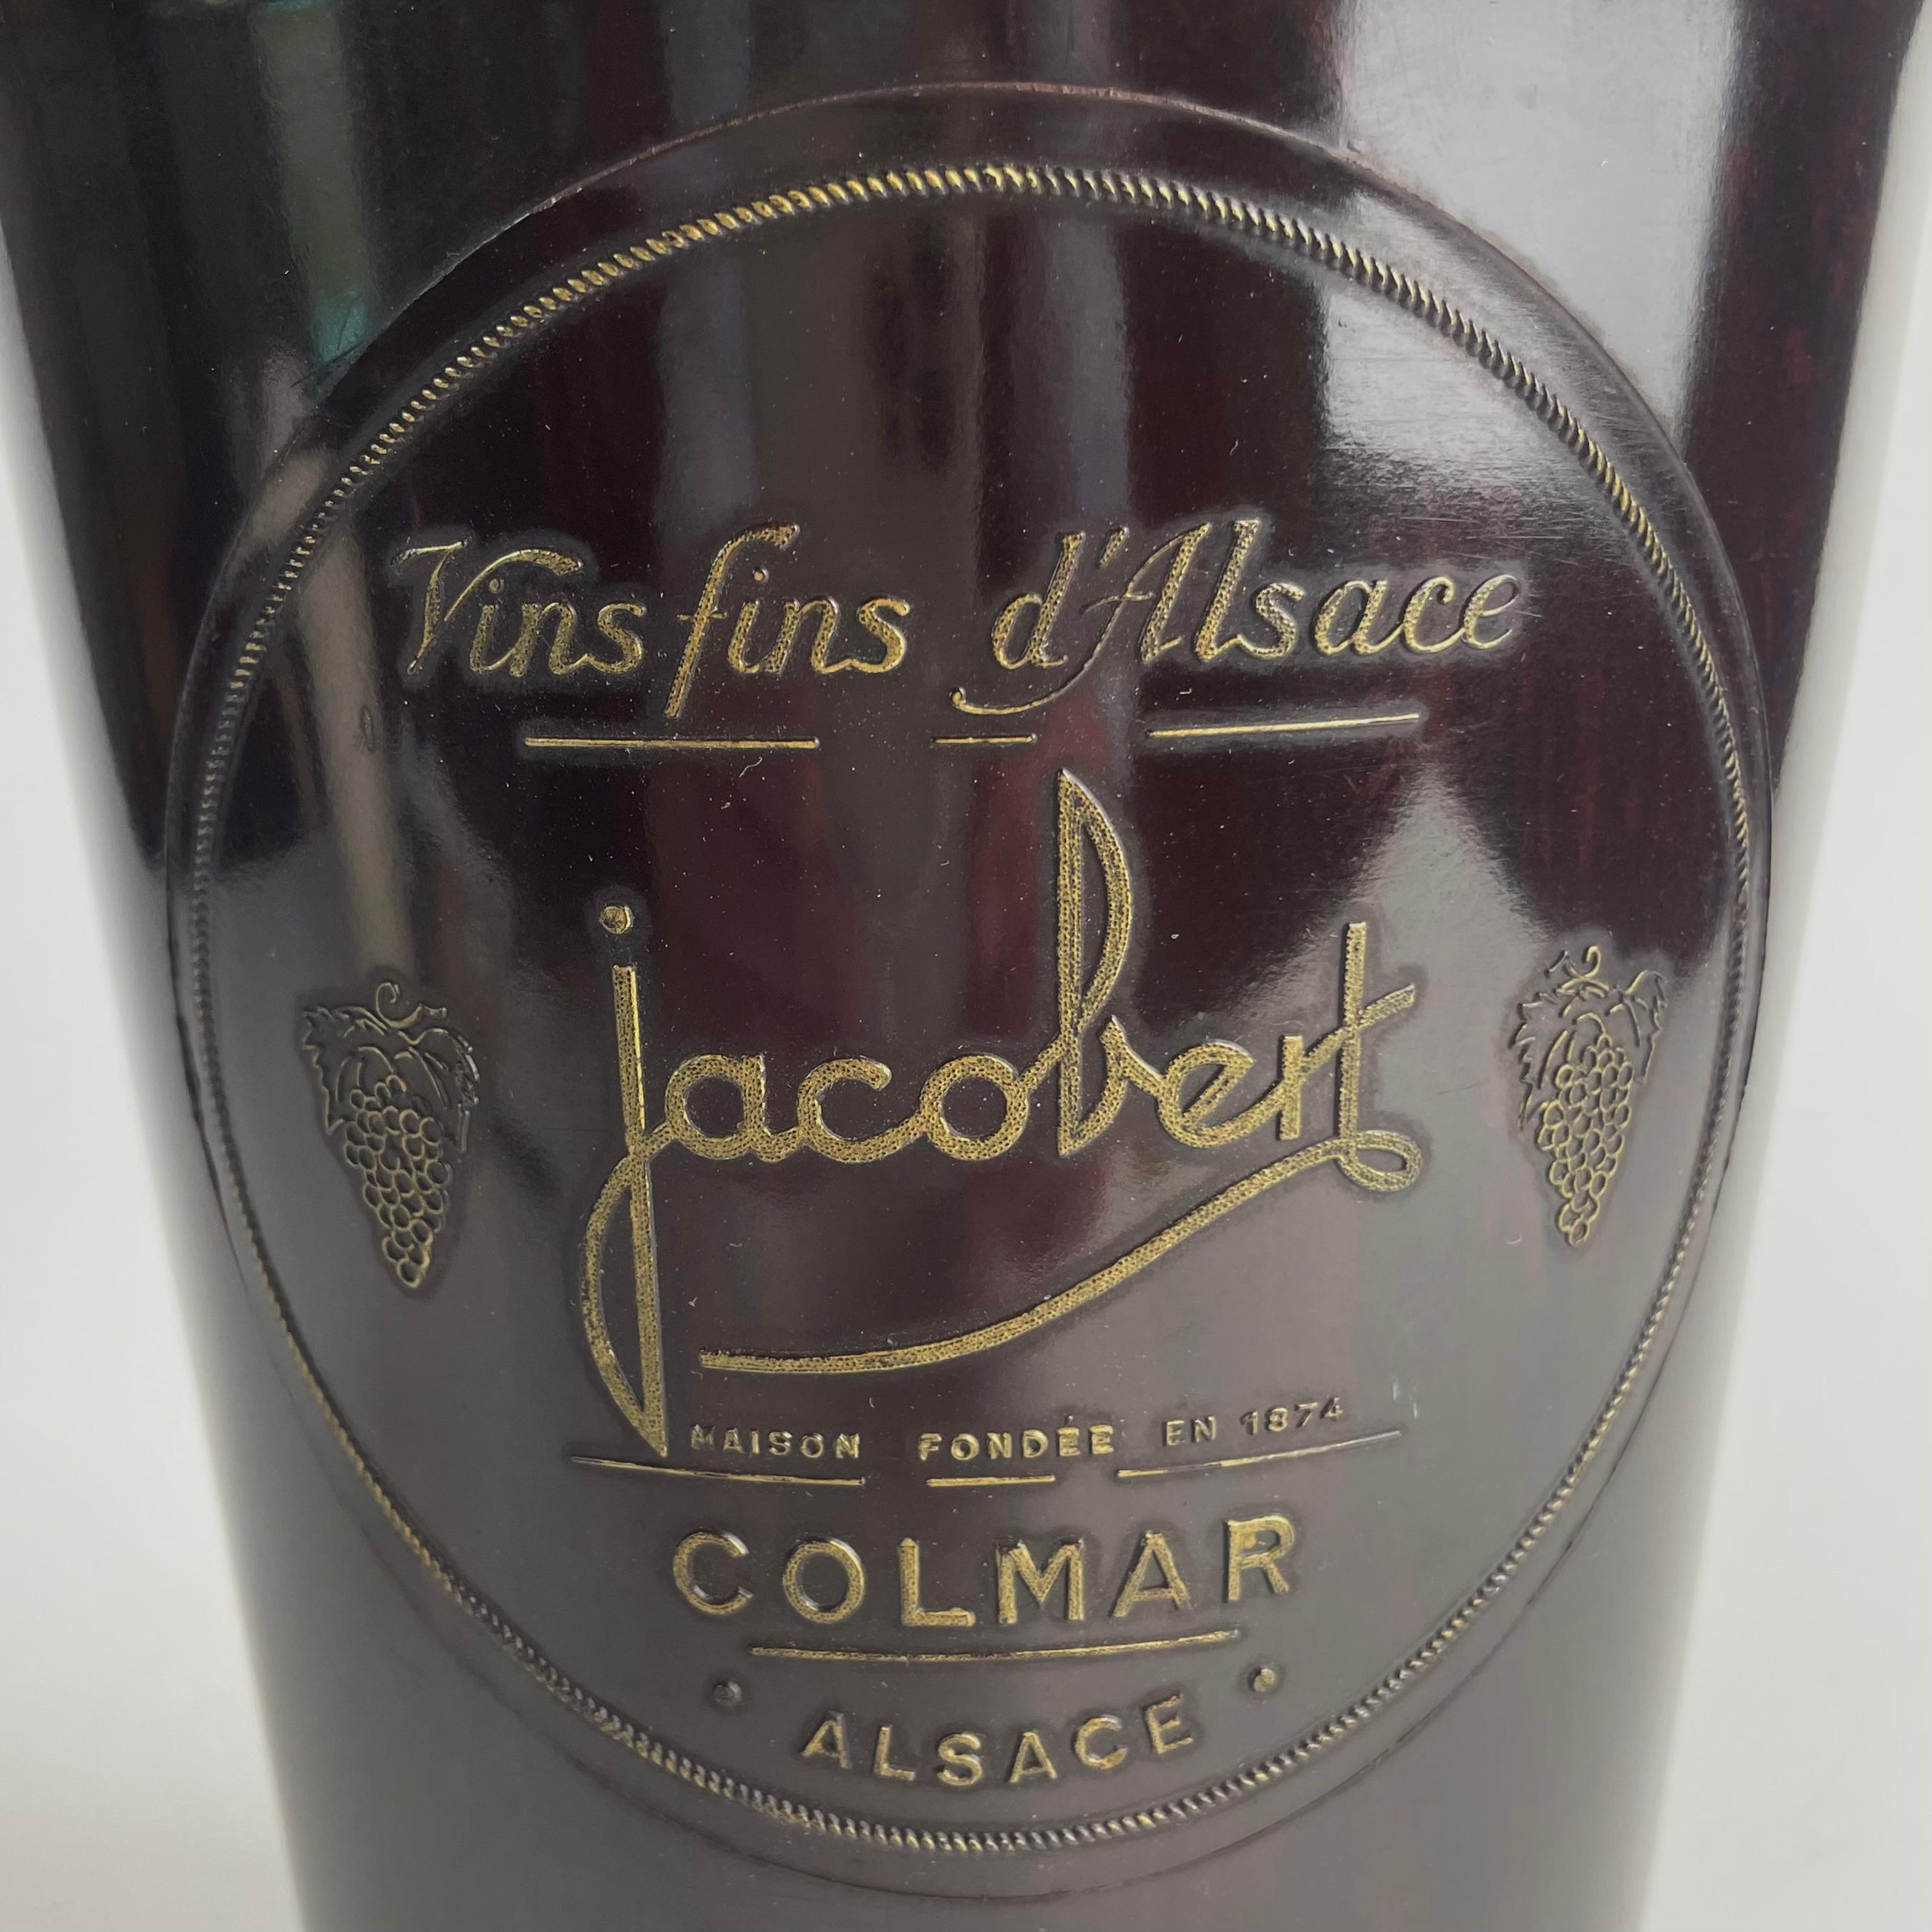 Vins fins d'Alsace
jacobert
MAISON FONDÉE EN 1874
COLMAR
• ALSACE •